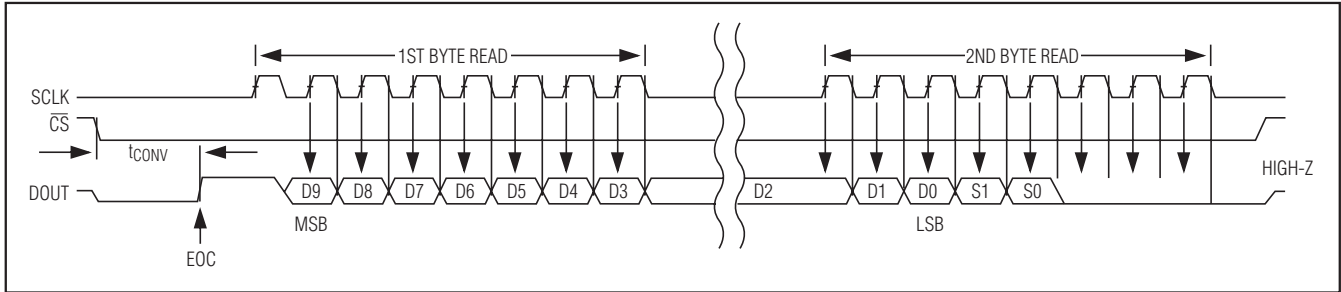 1ST BYTE READ
2ND BYTE READ
SCLK
CS
tCONV
HIGH-Z
DOUT
D9 D8 D7 D6 D5 D4 D3 D2 D1 D0 S1 S0
MSB
LSB
EOC